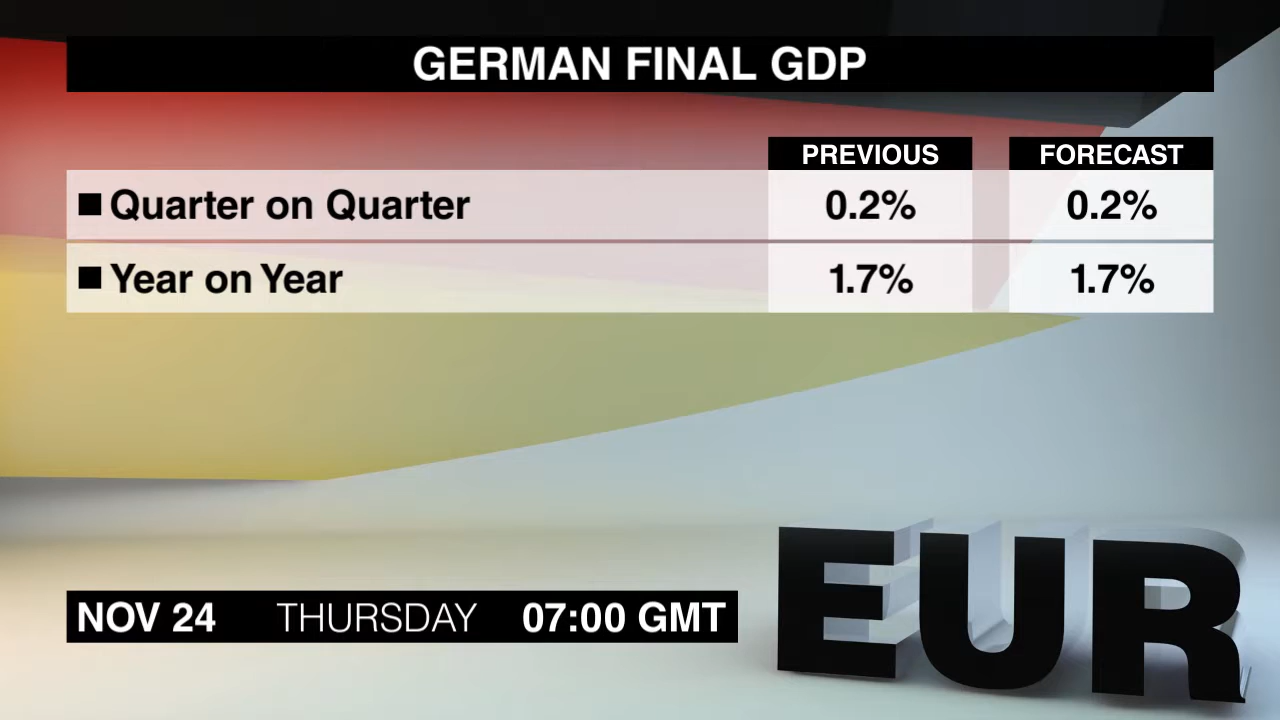 GERMAN FINAL GDP
PREVIOUS FORECAST
Quarter on Quarter 0.2% 0.2%
Year on Year 1.7% 1.7%
NOV 24 THURSDAY 07:00 GMT
EUR